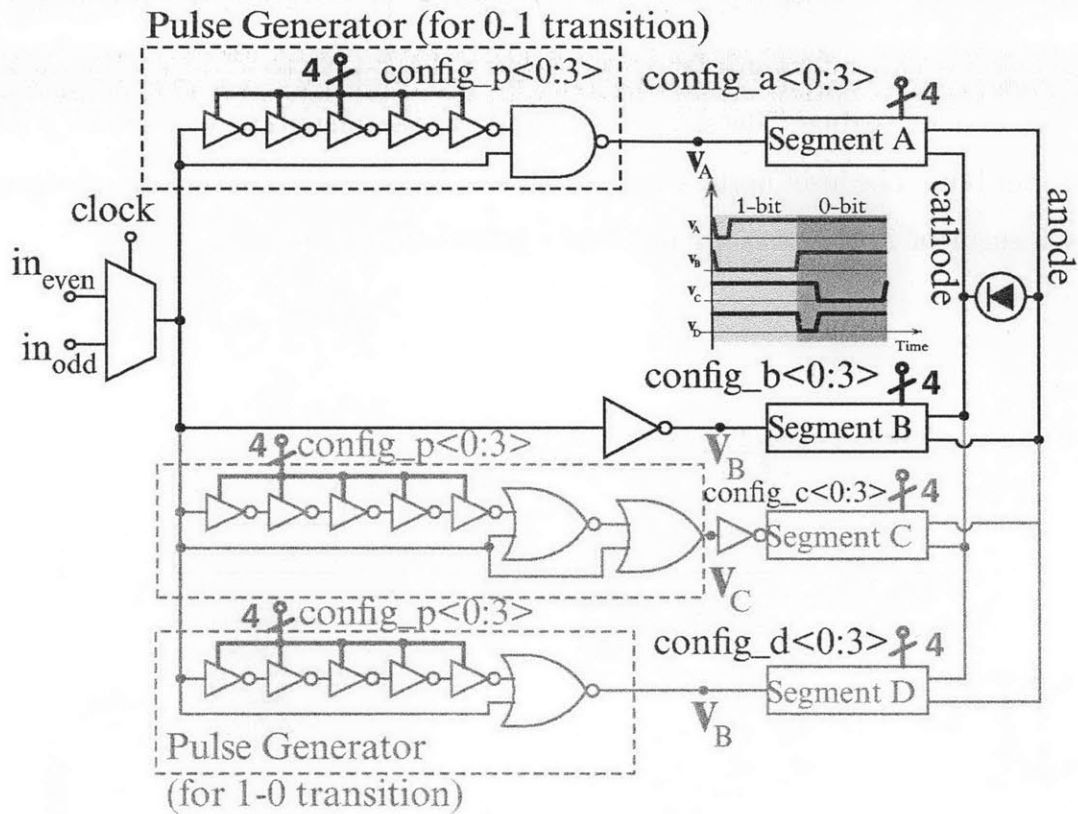 Pulse Generator (for 0-1 transition)
4 config_p<0:3>
config_a<0:3> 4
Segment A
V_A
clock
in_even
in_odd
cathode
anode
1-bit 0-bit
V_A
V_B
V_C
V_D
Time
config_b<0:3> 4
Segment B
V_B
4 config_p<0:3>
config_c<0:3> 4
Segment C
V_C
4 config_p<0:3>
config_d<0:3> 4
Segment D
V_B
Pulse Generator
(for 1-0 transition)